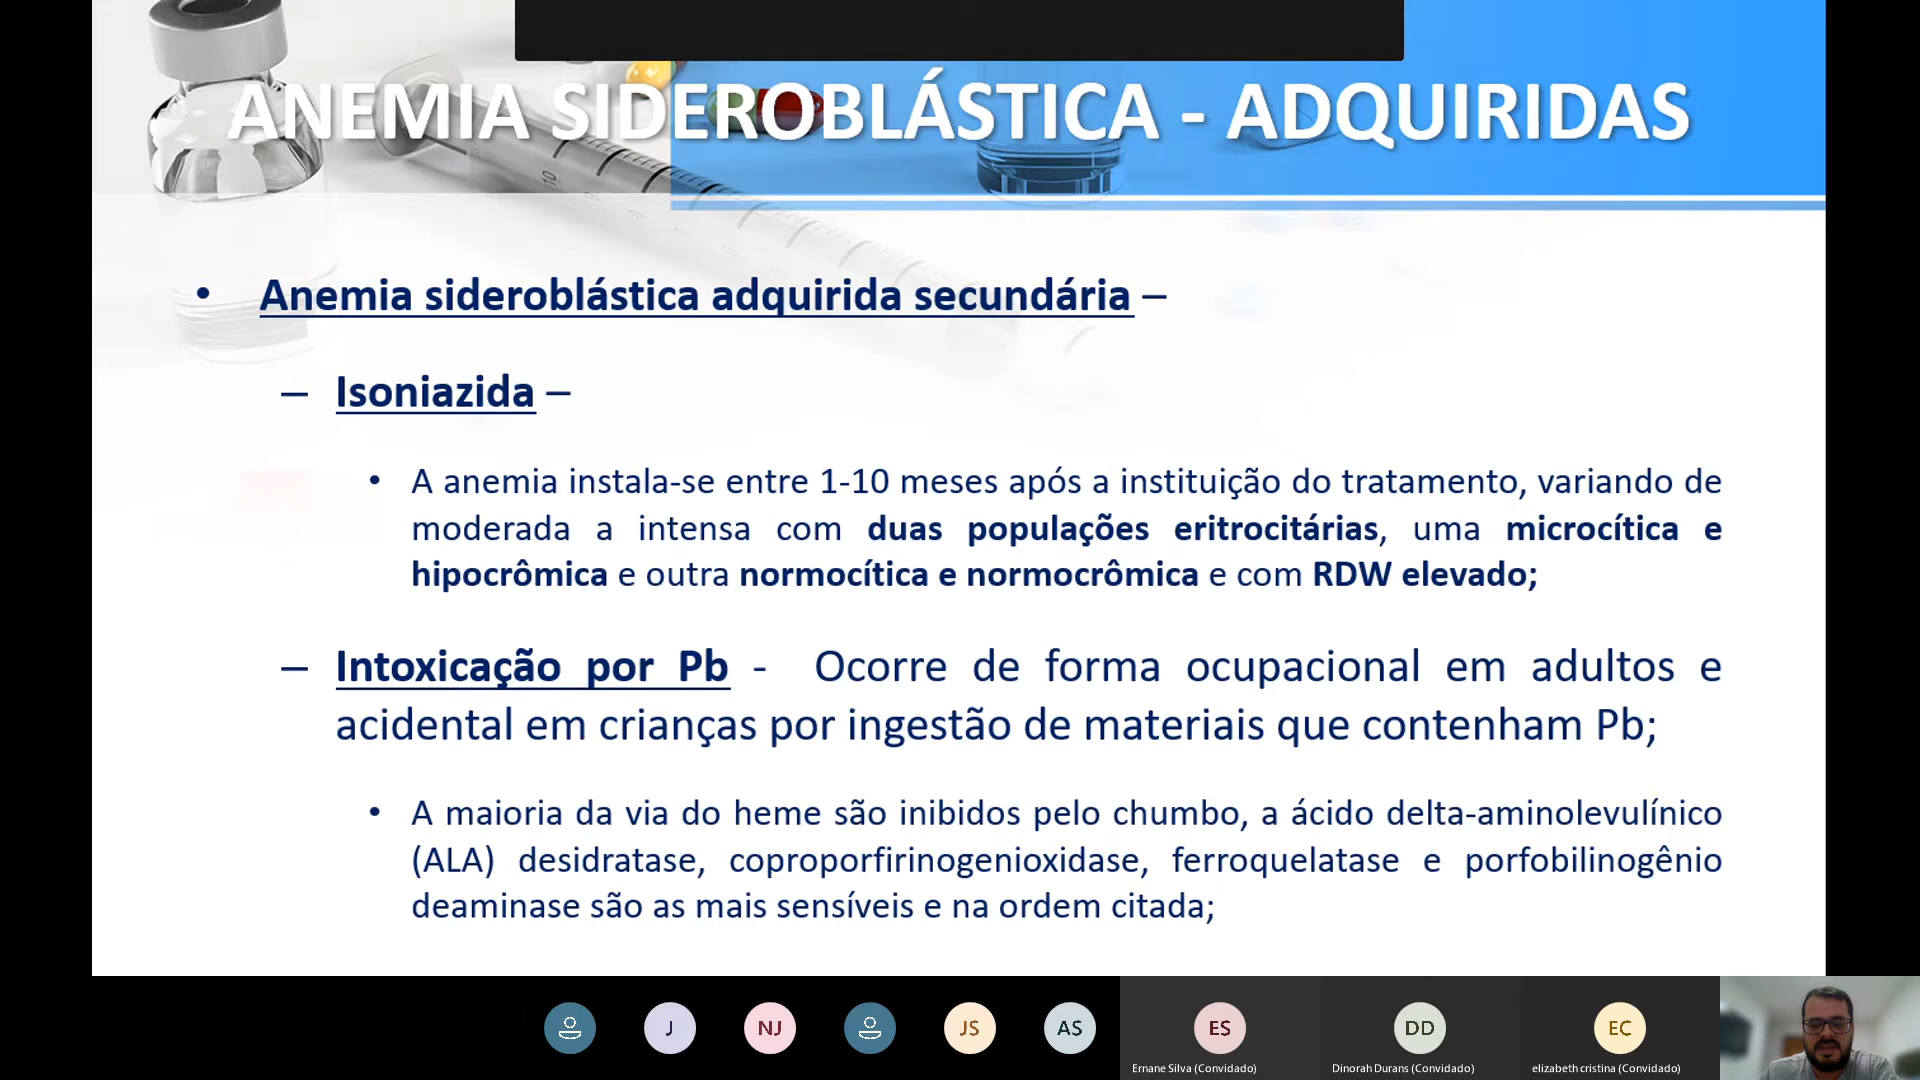 ANEMIA SIDEROBLÁSTICA - ADQUIRIDAS
10
• Anemia sideroblástica adquirida secundária –
– Isoniazida –
• A anemia instala-se entre 1-10 meses após a instituição do tratamento, variando de
moderada a intensa com duas populações eritrocitárias, uma microcítica e
hipocrômica e outra normocítica e normocrômica e com RDW elevado;
– Intoxicação por Pb - Ocorre de forma ocupacional em adultos e
acidental em crianças por ingestão de materiais que contenham Pb;
• A maioria da via do heme são inibidos pelo chumbo, a ácido delta-aminolevulínico
(ALA) desidratase, coproporfirinogenioxidase, ferroquelatase e porfobilinogênio
deaminase são as mais sensíveis e na ordem citada;
J NJ JS AS ES DD EC
Ernane Silva (Convidado) Dinorah Durans (Convidado) elizabeth cristina (Convidado)